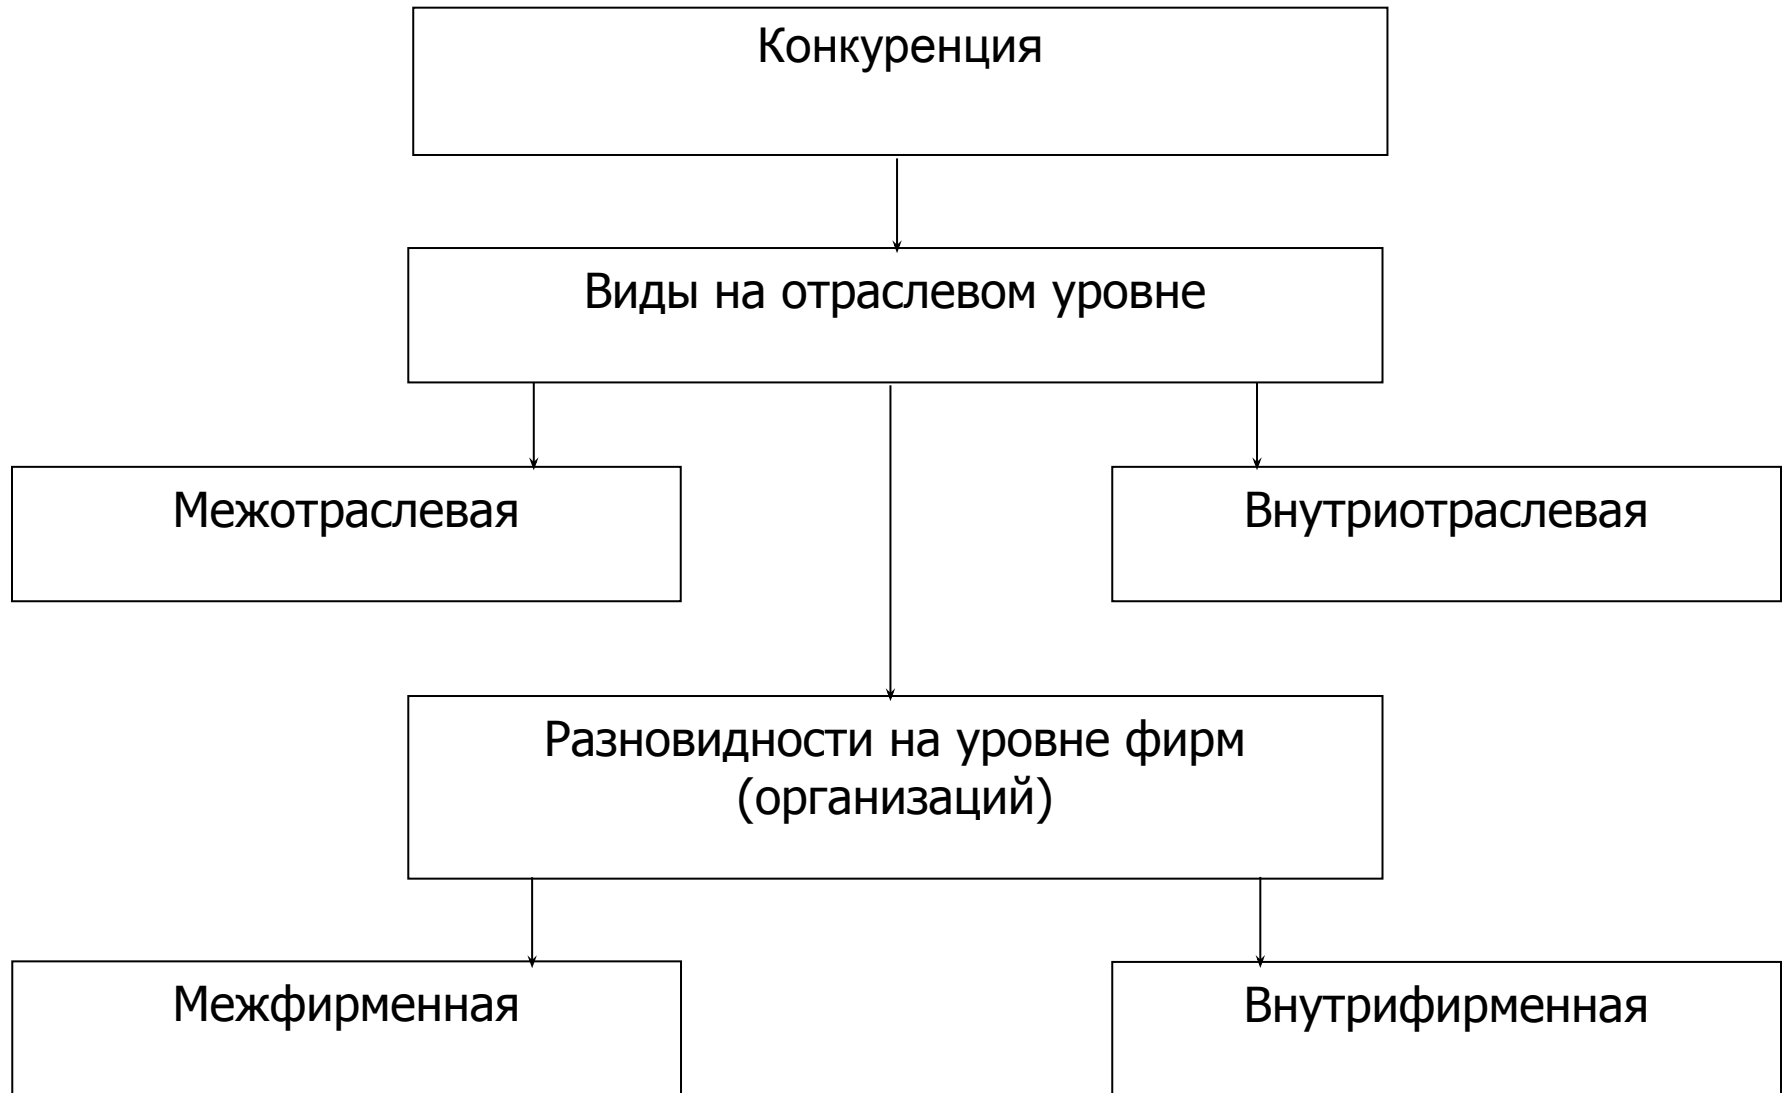 Конкуренция
Виды на отраслевом уровне
Межотраслевая
Внутриотраслевая
Разновидности на уровне фирм
(организаций)
Межфирменная
Внутрифирменная